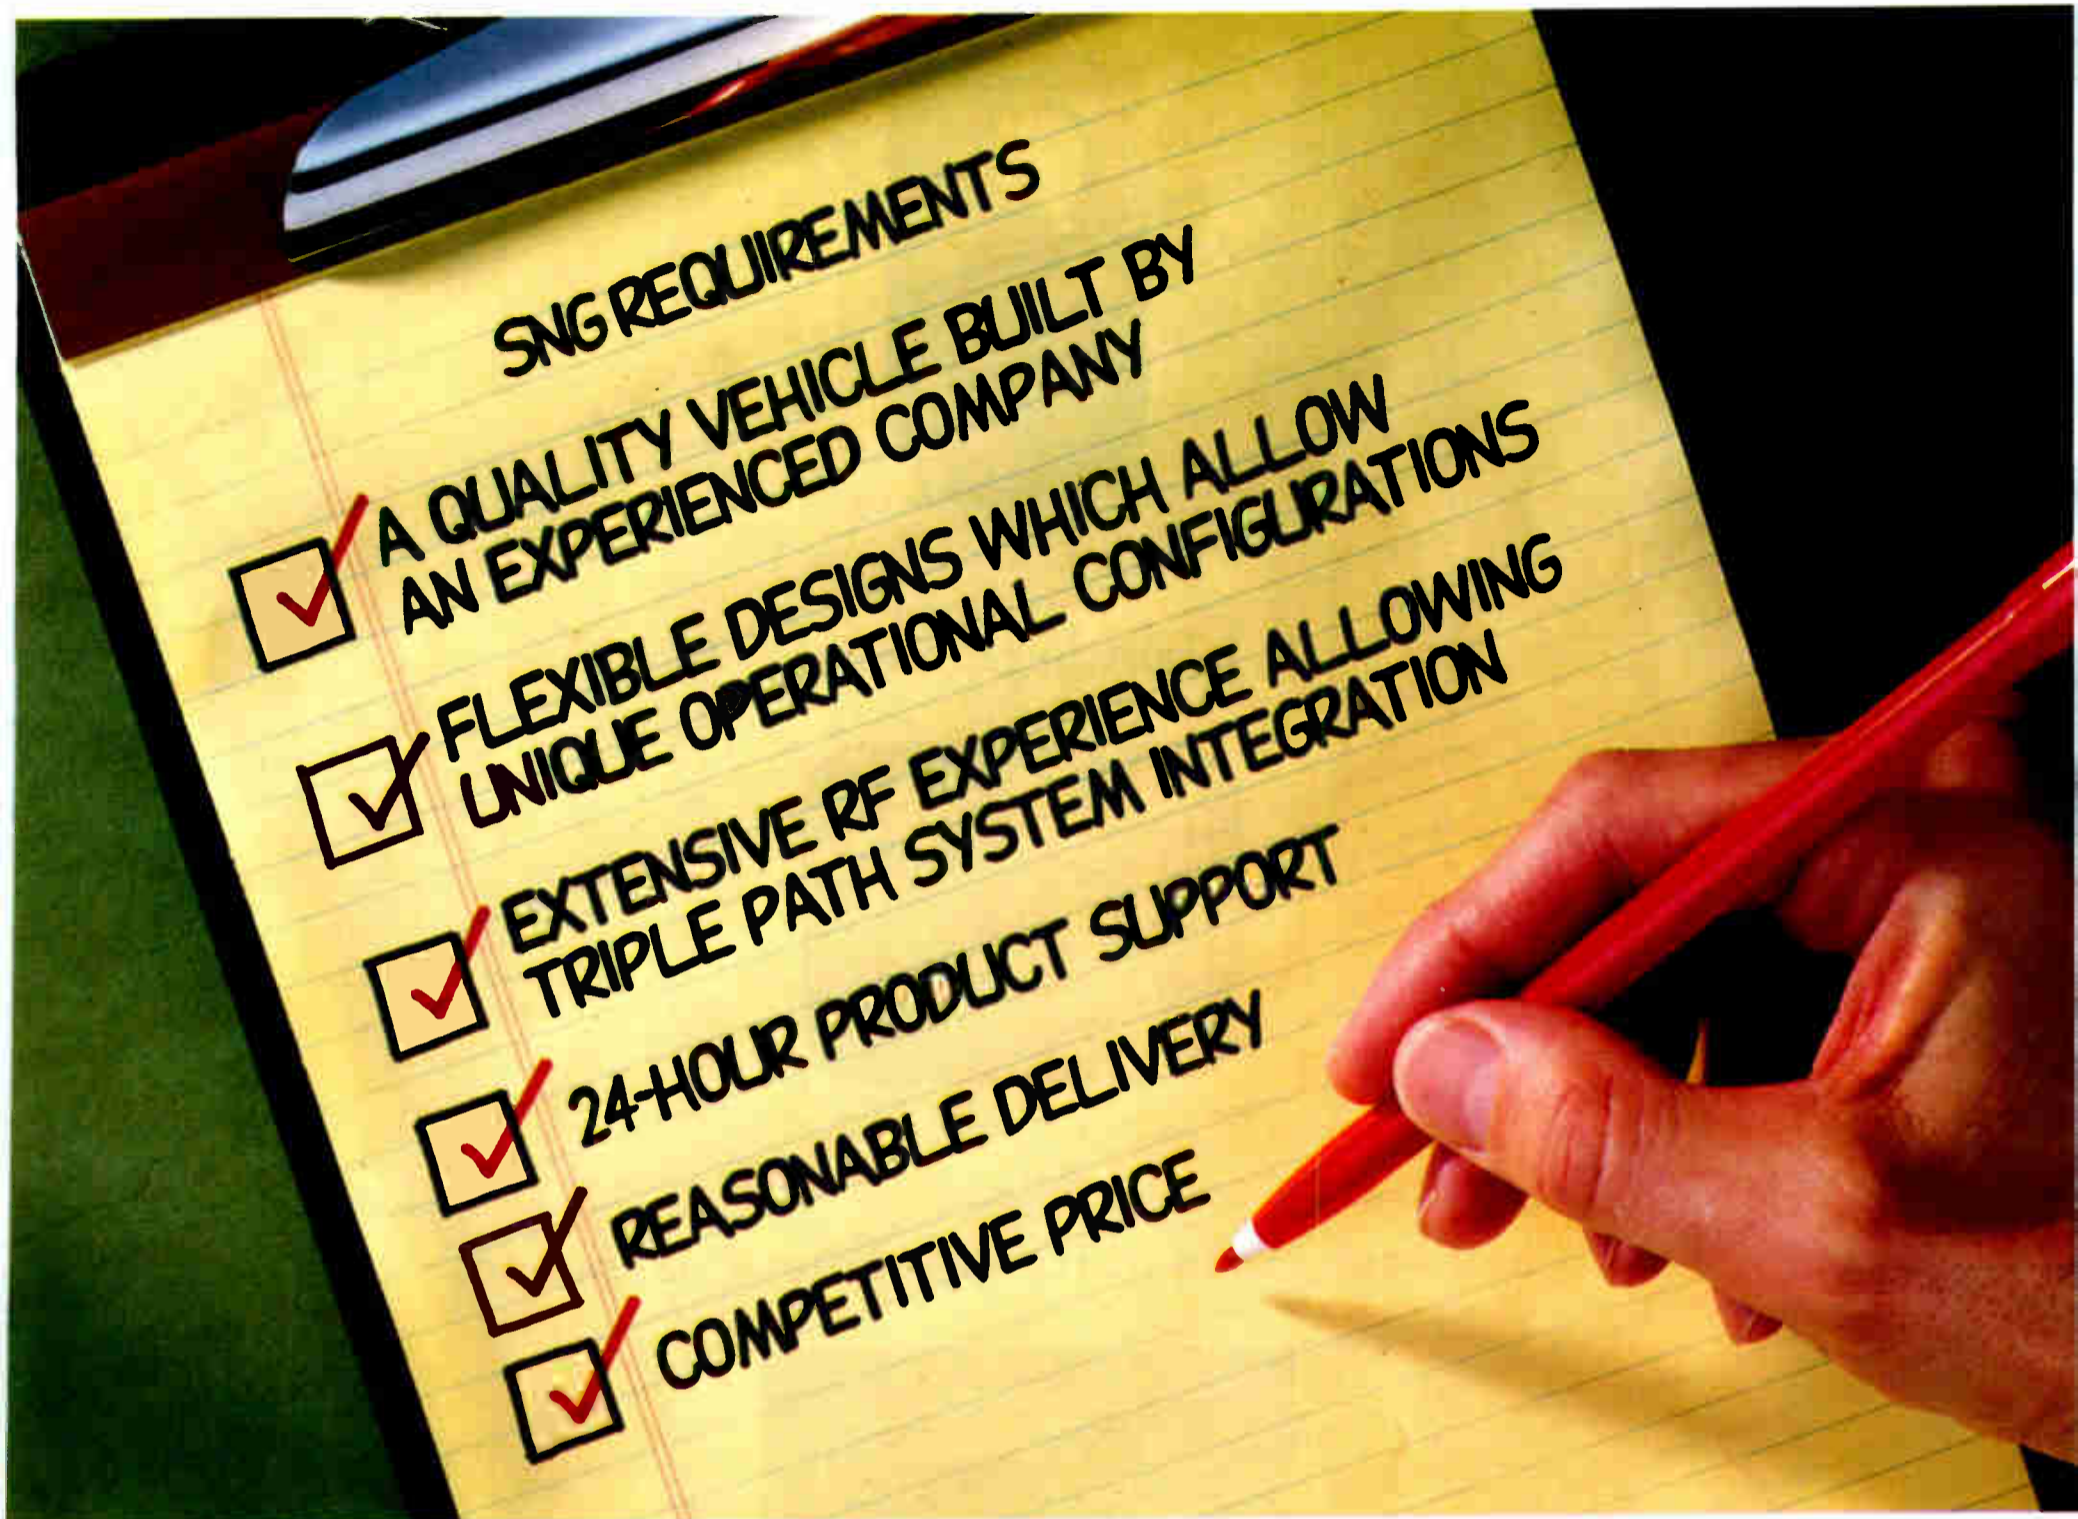 SNG REQUIREMENTS
A QUALITY VEHICLE BUILT BY
AN EXPERIENCED COMPANY
FLEXIBLE DESIGNS WHICH ALLOW
UNIQUE OPERATIONAL CONFIGURATIONS
EXTENSIVE RF EXPERIENCE ALLOWING
TRIPLE PATH SYSTEM INTEGRATION
24-HOUR PRODUCT SUPPORT
REASONABLE DELIVERY
COMPETITIVE PRICE